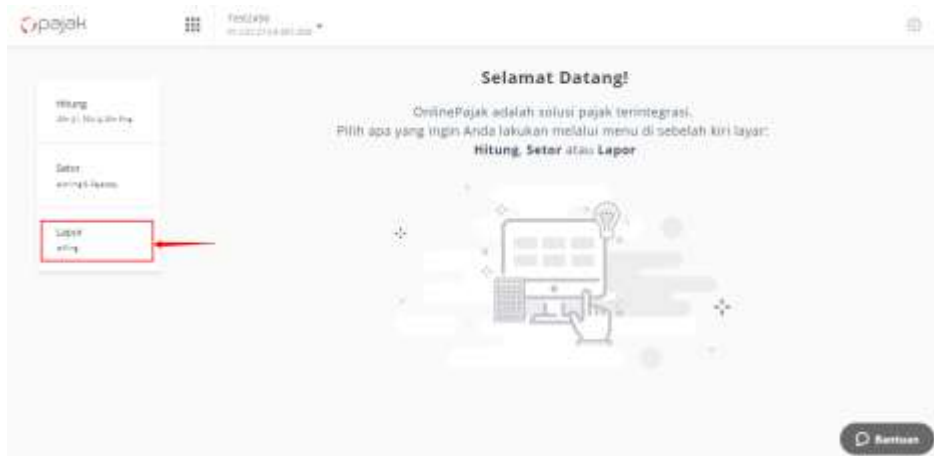 pajak
Selamat Datang!
OnlinePajak adalah solusi pajak terintegrasi.
Pilih apa yang ingin Anda lakukan melalui menu di sebelah kiri layar:
Hitung, Setor atau Lapor
Hitung
Setor
Lapor
Bantuan